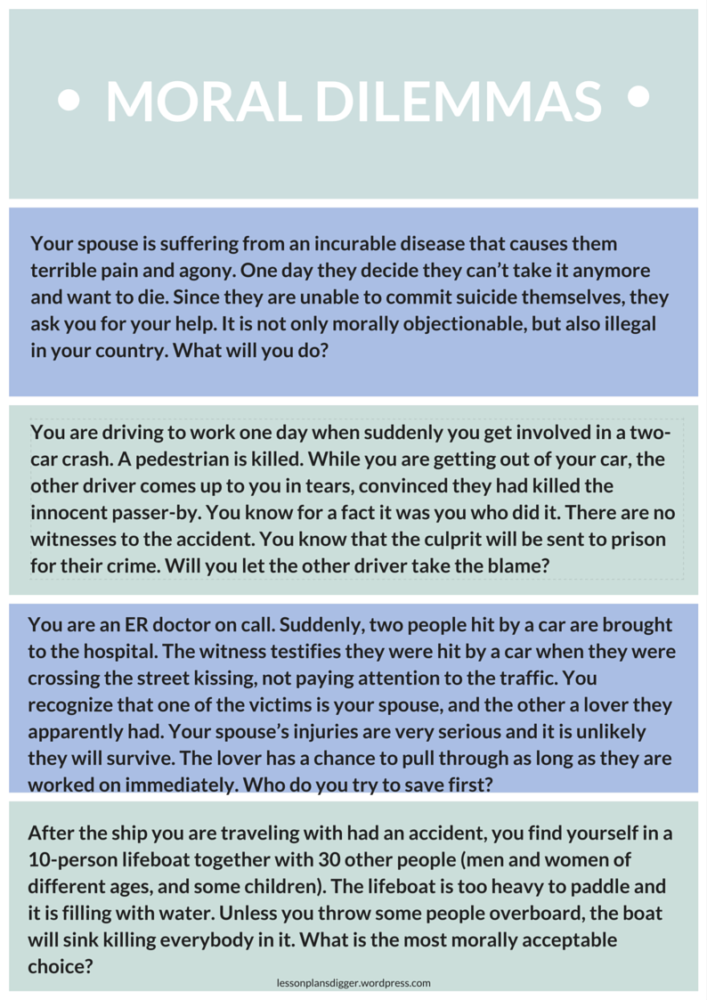 • MORAL DILEMMAS •
Your spouse is suffering from an incurable disease that causes them
terrible pain and agony. One day they decide they can’t take it anymore
and want to die. Since they are unable to commit suicide themselves, they
ask you for your help. It is not only morally objectionable, but also illegal
in your country. What will you do?
You are driving to work one day when suddenly you get involved in a two-
car crash. A pedestrian is killed. While you are getting out of your car, the
other driver comes up to you in tears, convinced they had killed the
innocent passer-by. You know for a fact it was you who did it. There are no
witnesses to the accident. You know that the culprit will be sent to prison
for their crime. Will you let the other driver take the blame?
You are an ER doctor on call. Suddenly, two people hit by a car are brought
to the hospital. The witness testifies they were hit by a car when they were
crossing the street kissing, not paying attention to the traffic. You
recognize that one of the victims is your spouse, and the other a lover they
apparently had. Your spouse’s injuries are very serious and it is unlikely
they will survive. The lover has a chance to pull through as long as they are
worked on immediately. Who do you try to save first?
After the ship you are traveling with had an accident, you find yourself in a
10-person lifeboat together with 30 other people (men and women of
different ages, and some children). The lifeboat is too heavy to paddle and
it is filling with water. Unless you throw some people overboard, the boat
will sink killing everybody in it. What is the most morally acceptable
choice?
lessonplansdigger.wordpress.com